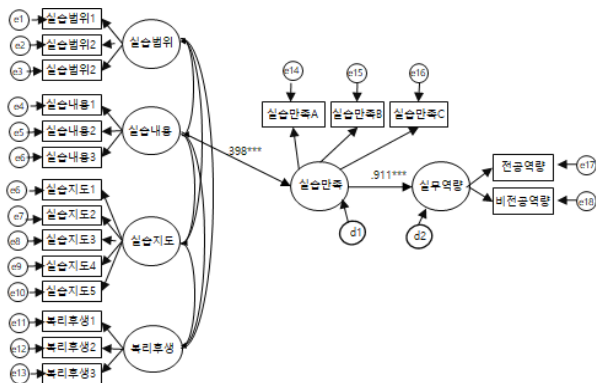 e1 실습범위1
e2 실습범위2
e3 실습범위2
실습범위
e4 실습내용1
e5 실습내용2
e6 실습내용3
실습내용
e6 실습지도1
e7 실습지도2
e8 실습지도3
e9 실습지도4
e10 실습지도5
실습지도
e11 복리후생1
e12 복리후생2
e13 복리후생3
복리후생
e14 e15 e16
실습만족A 실습만족B 실습만족C
.398***
실습만족
.911***
실무역량
d1 d2
전공역량 e17
비전공역량 e18